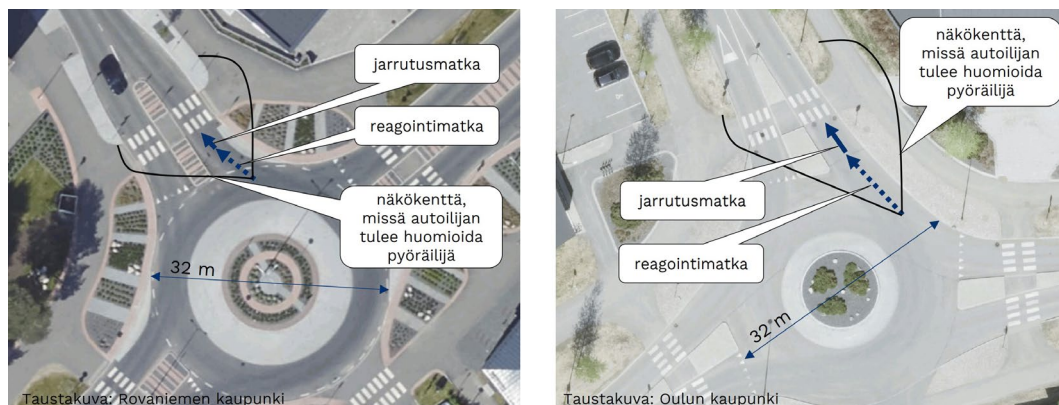 jarrutusmatka
reagointimatka
näkökenttä,
missä autoilijan
tulee huomioida
pyöräilijä
32 m
Taustakuva: Rovaniemen kaupunki
näkökenttä,
missä autoilijan
tulee huomioida
pyöräilijä
jarrutusmatka
reagointimatka
32 m
Taustakuva: Oulun kaupunki